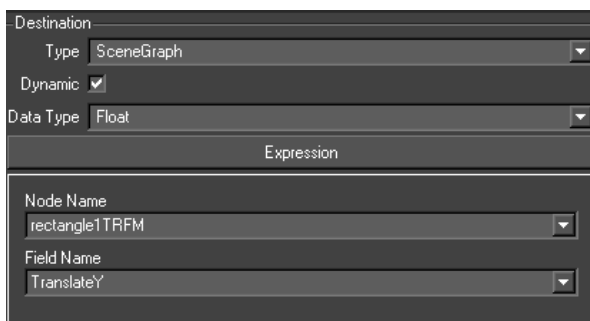 Destination
Type SceneGraph
Dynamic
Data Type Float
Expression
Node Name
rectangle1TRFM
Field Name
TranslateY